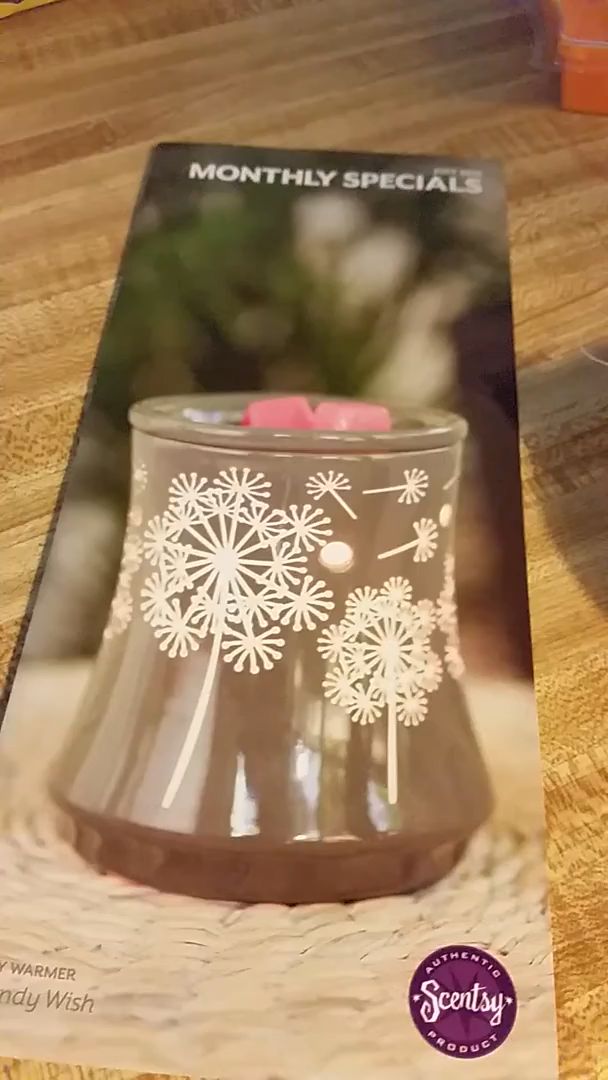 MONTHLY SPECIALS
Y WARMER
ndy Wish
AUTHENTIC
Scentsy
PRODUCT